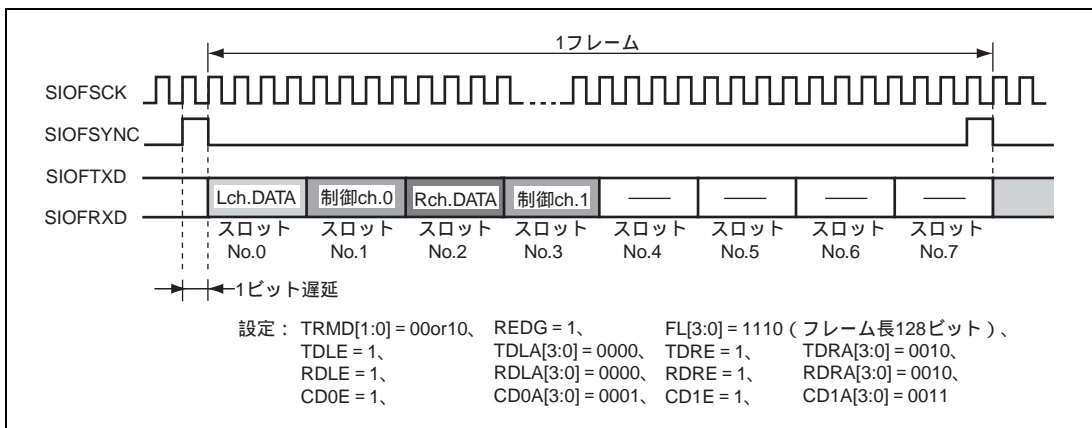 1フレーム
SIOFSCK
SIOFSYNC
SIOFTXD
SIOFRXD
Lch.DATA 制御ch.0 Rch.DATA 制御ch.1 —— —— —— ——
スロット スロット スロット スロット スロット スロット スロット スロット
No.0 No.1 No.2 No.3 No.4 No.5 No.6 No.7
1ビット遅延
設定： TRMD[1:0] = 00or10、 REDG = 1、 FL[3:0] = 1110（フレーム長128ビット）、
TDLE = 1、 TDLA[3:0] = 0000、 TDRE = 1、 TDRA[3:0] = 0010、
RDLE = 1、 RDLA[3:0] = 0000、 RDRE = 1、 RDRA[3:0] = 0010、
CD0E = 1、 CD0A[3:0] = 0001、 CD1E = 1、 CD1A[3:0] = 0011